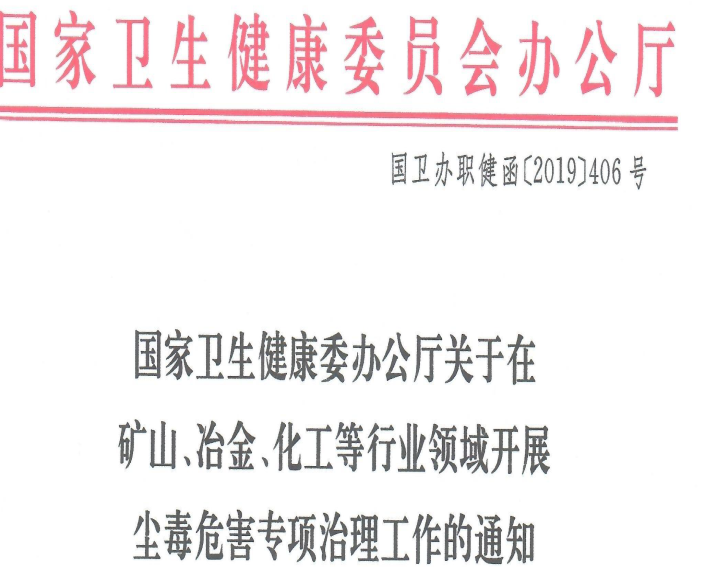 国家卫生健康委员会办公厅
国卫办职健函〔2019〕406号
国家卫生健康委办公厅关于在
矿山、冶金、化工等行业领域开展
尘毒危害专项治理工作的通知